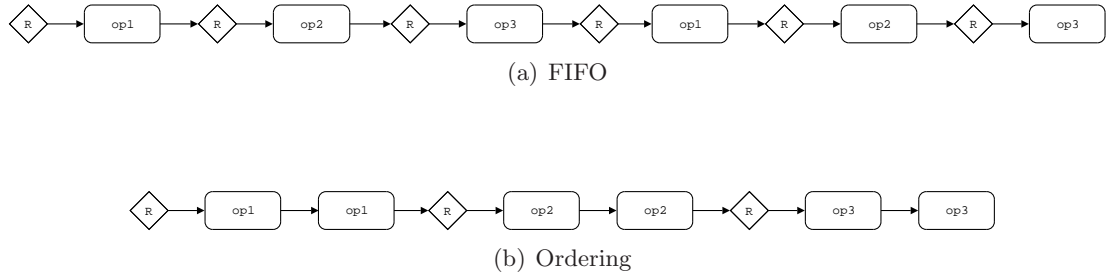 R op1 R op2 R op3 R op1 R op2 R op3
(a) FIFO
R op1 op1 R op2 op2 R op3 op3
(b) Ordering